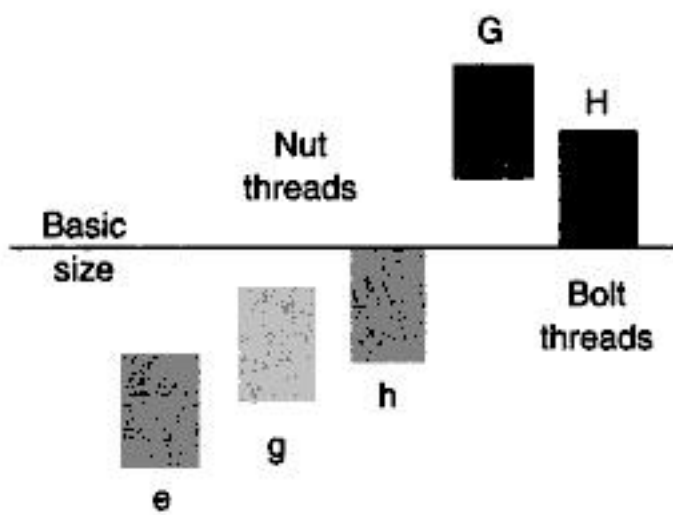 G
H
Nut
threads
Basic
size
Bolt
threads
h
g
e